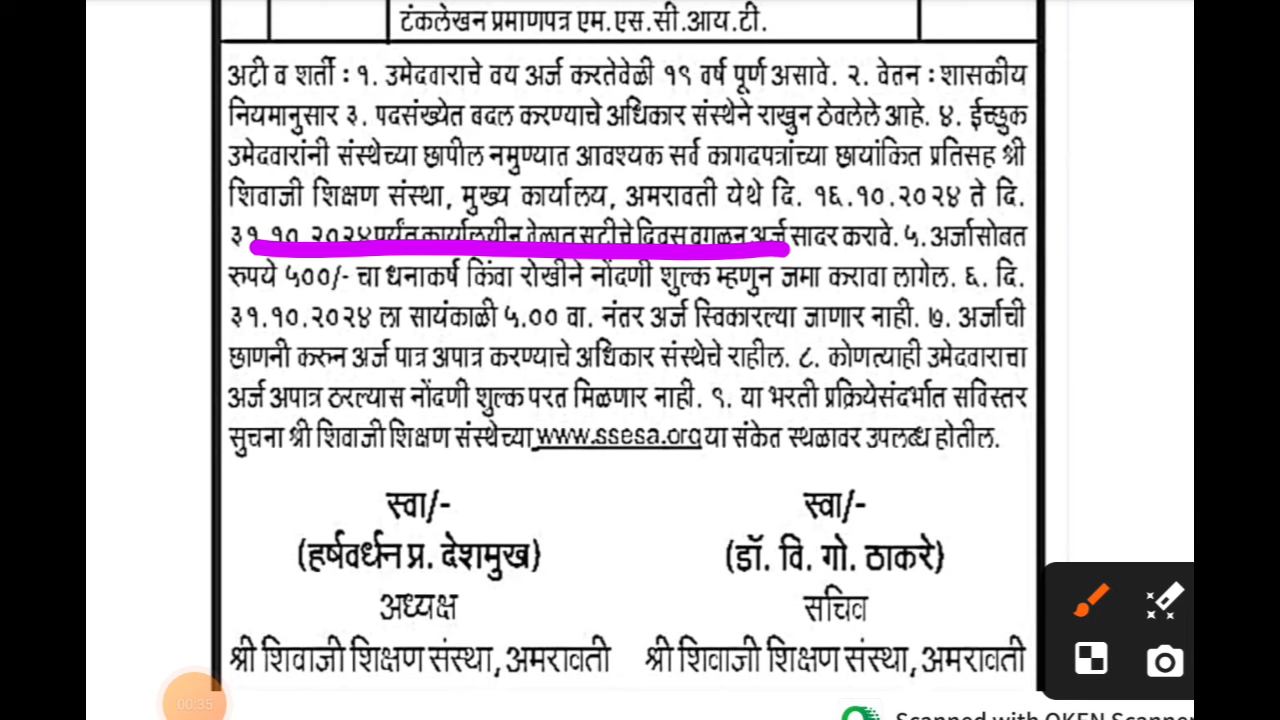 टंकलेखन प्रमाणपत्र एम.एस.सी.आय.टी.
अटी व शर्ती : १. उमेदवाराचे वय अर्ज करतेवेळी १९ वर्ष पूर्ण असावे. २. वेतन : शासकीय
नियमानुसार ३. पदसंख्येत बदल करण्याचे अधिकार संस्थेने राखुन ठेवलेले आहे. ४. ईच्छुक
उमेदवारांनी संस्थेच्या छापील नमुण्यात आवश्यक सर्व कागदपत्रांच्या छायांकित प्रतिसह श्री
शिवाजी शिक्षण संस्था, मुख्य कार्यालय, अमरावती येथे दि. १६.१०.२०२४ ते दि.
३१.१०.२०२४ पर्यंत कार्यालयीन वेळात सुटीचे दिवस वगळुन अर्ज सादर करावे. ५. अर्जासोबत
रुपये ५००/- चा धनाकर्ष किंवा रोखीने नोंदणी शुल्क म्हणुन जमा करावा लागेल. ६. दि.
३१.१०.२०२४ ला सायंकाळी ५.०० वा. नंतर अर्ज स्विकारल्या जाणार नाही. ७. अर्जाची
छाणनी करुन अर्ज पात्र अपात्र करण्याचे अधिकार संस्थेचे राहील. ८. कोणत्याही उमेदवाराचा
अर्ज अपात्र ठरल्यास नोंदणी शुल्क परत मिळणार नाही. ९. या भरती प्रक्रियेसंदर्भात सविस्तर
सुचना श्री शिवाजी शिक्षण संस्थेच्या www.ssesa.org या संकेत स्थळावर उपलब्ध होतील.
स्वा/- स्वा/-
(हर्षवर्धन प्र. देशमुख) (डॉ. वि. गो. ठाकरे)
अध्यक्ष सचिव
श्री शिवाजी शिक्षण संस्था, अमरावती श्री शिवाजी शिक्षण संस्था, अमरावती
00:35
Scanned with OKEN Scanner